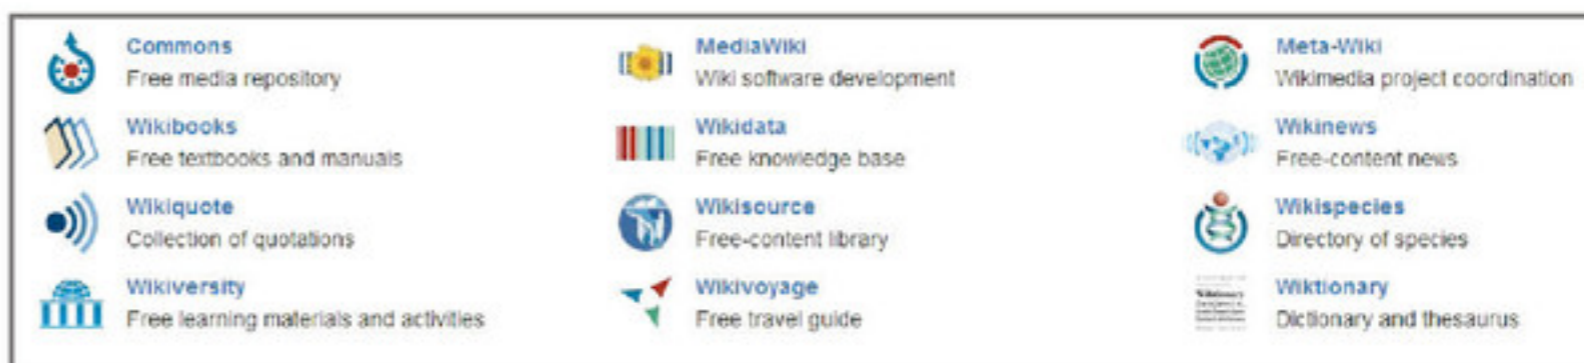 Commons
Free media repository
MediaWiki
Wiki software development
Meta-Wiki
Wikimedia project coordination
Wikibooks
Free textbooks and manuals
Wikidata
Free knowledge base
Wikinews
Free-content news
Wikiquote
Collection of quotations
Wikisource
Free-content library
Wikispecies
Directory of species
Wikiversity
Free learning materials and activities
Wikivoyage
Free travel guide
Wiktionary
Dictionary and thesaurus